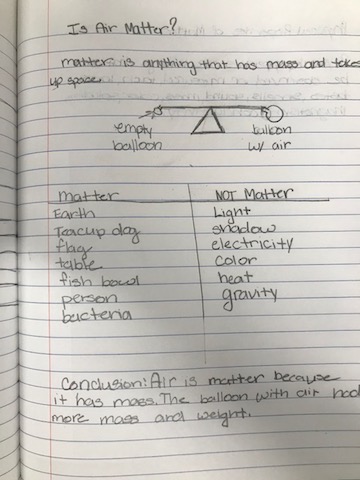 Is Air Matter?
matter: is anything that has mass and takes
up space.
empty balloon
balloon w/ air
matter
Earth
Teacup dog
flag
table
fish bowl
person
bacteria
NOT Matter
Light
shadow
electricity
color
heat
gravity
Conclusion: Air is matter because
it has mass. The balloon with air had
more mass and weight.